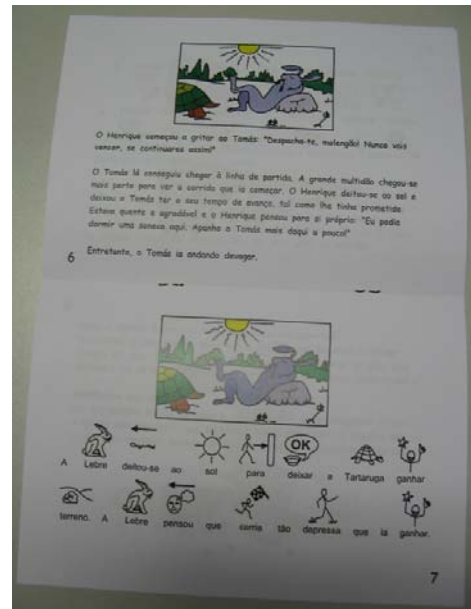 O Henrique começou a gritar ao Tomás: "Despacha-te, molengão! Nunca vais
vencer, se continuares assim!"
O Tomás lá conseguiu chegar à linha de partida. A grande multidão chegou-se
mais perto para ver a corrida que ia começar. O Henrique deitou-se ao sol e
deixou o Tomás ter o seu tempo de avanço, tal como lhe tinha prometido.
Estava quente e agradável e o Henrique pensou para si próprio: "Eu podia
dormir uma soneca aqui. Apanho o Tomás mais daqui a pouco!"
6 Entretanto, o Tomás ia andando devagar.
OK
A Lebre deitou-se ao sol para deixar a Tartaruga ganhar
terreno. A Lebre pensou que corria tão depressa que ia ganhar.
7